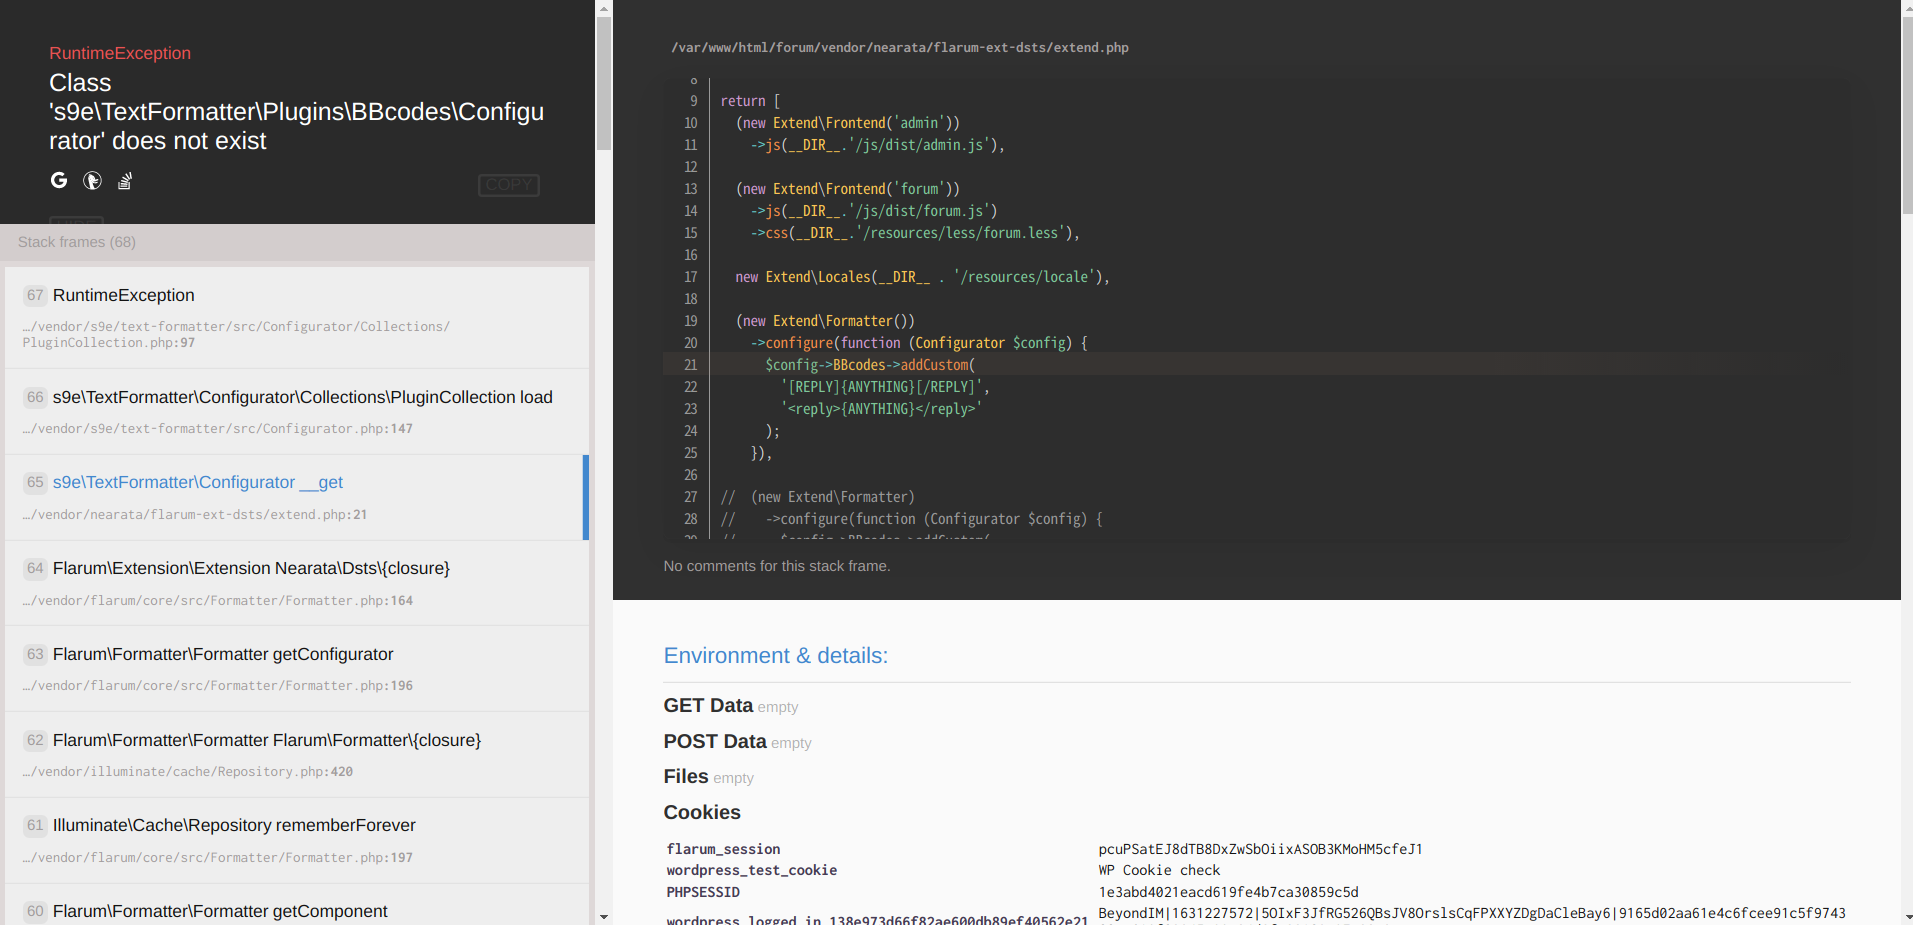 RuntimeException
Class
's9e\TextFormatter\Plugins\BBcodes\Configu
rator' does not exist
COPY
Stack frames (68)
67 RuntimeException
…/vendor/s9e/text-formatter/src/Configurator/Collections/
PluginCollection.php:97
66 s9e\TextFormatter\Configurator\Collections\PluginCollection load
…/vendor/s9e/text-formatter/src/Configurator.php:147
65 s9e\TextFormatter\Configurator __get
…/vendor/nearata/flarum-ext-dsts/extend.php:21
64 Flarum\Extension\Extension Nearata\Dsts\{closure}
…/vendor/flarum/core/src/Formatter/Formatter.php:164
63 Flarum\Formatter\Formatter getConfigurator
…/vendor/flarum/core/src/Formatter/Formatter.php:196
62 Flarum\Formatter\Formatter Flarum\Formatter\{closure}
…/vendor/illuminate/cache/Repository.php:420
61 Illuminate\Cache\Repository rememberForever
…/vendor/flarum/core/src/Formatter/Formatter.php:197
60 Flarum\Formatter\Formatter getComponent
/var/www/html/forum/vendor/nearata/flarum-ext-dsts/extend.php
8
9 return [
10 (new Extend\Frontend('admin'))
11 ->js(__DIR__.'/js/dist/admin.js'),
12
13 (new Extend\Frontend('forum'))
14 ->js(__DIR__.'/js/dist/forum.js')
15 ->css(__DIR__.'/resources/less/forum.less'),
16
17 new Extend\Locales(__DIR__ . '/resources/locale'),
18
19 (new Extend\Formatter())
20 ->configure(function (Configurator $config) {
21 $config->BBcodes->addCustom(
22 '[REPLY]{ANYTHING}[/REPLY]',
23 '<reply>{ANYTHING}</reply>'
24 );
25 }),
26
27 // (new Extend\Formatter)
28 // ->configure(function (Configurator $config) {
29 // $config->BBcodes->addCustom(
No comments for this stack frame.
Environment & details:
GET Data empty
POST Data empty
Files empty
Cookies
flarum_session pcuPSatEJ8dTB8DxZwSbOiixASOB3KMoHM5cfeJ1
wordpress_test_cookie WP Cookie check
PHPSESSID 1e3abd4021eacd619fe4b7ca30859c5d
wordpress_logged_in_138e973d66f82ae600db89ef40562e21 BeyondIM|1631227572|5OIxF3JfRG526QBsJV8OrslsCqFPXXYZDgDaCleBay6|9165d02aa61e4c6fcee91c5f9743